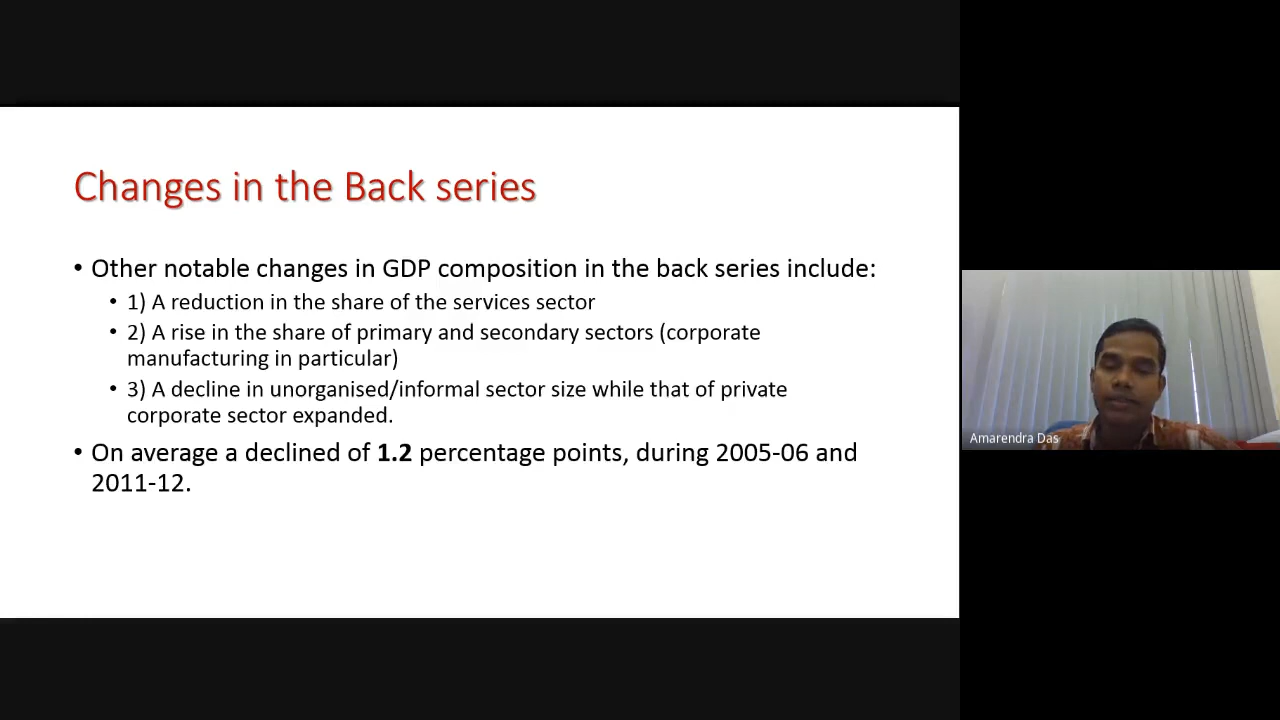 Changes in the Back series
• Other notable changes in GDP composition in the back series include:
• 1) A reduction in the share of the services sector
• 2) A rise in the share of primary and secondary sectors (corporate
manufacturing in particular)
• 3) A decline in unorganised/informal sector size while that of private
corporate sector expanded.
• On average a declined of 1.2 percentage points, during 2005-06 and
2011-12.
Amarendra Das